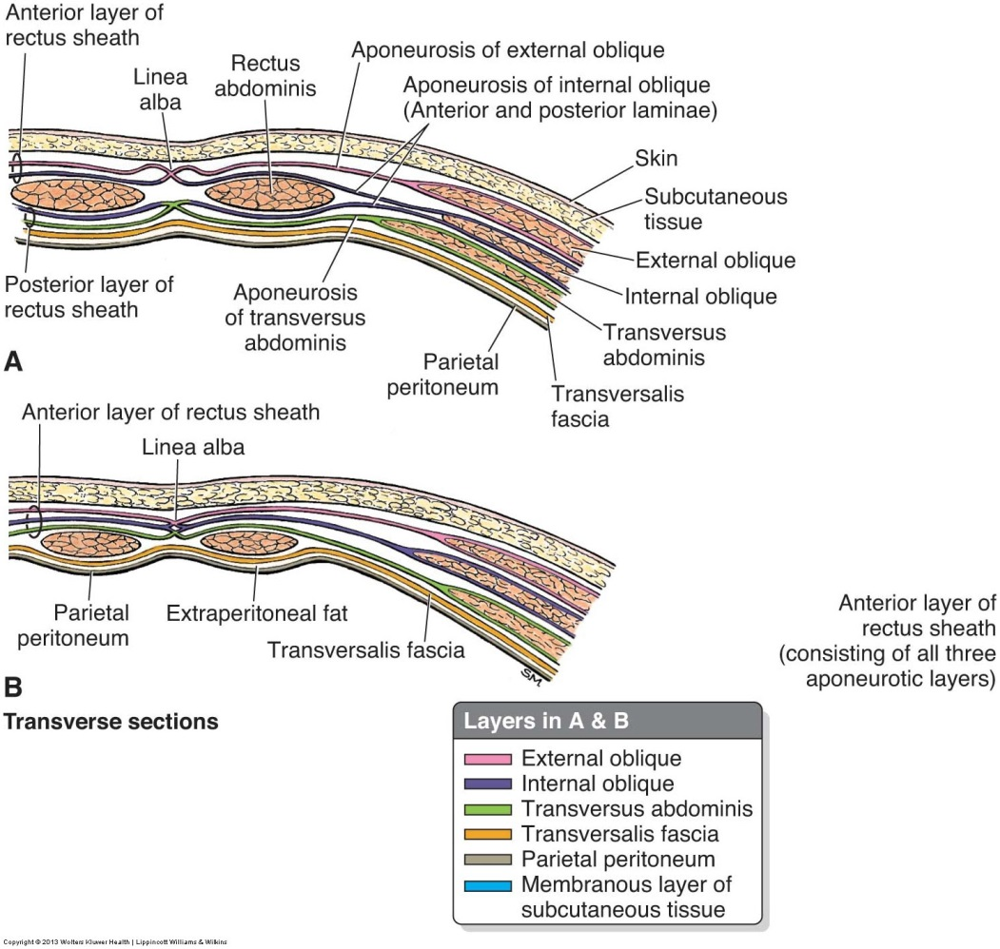 Anterior layer of
rectus sheath
Linea
alba
Rectus
abdominis
Aponeurosis of external oblique
Aponeurosis of internal oblique
(Anterior and posterior laminae)
Skin
Subcutaneous
tissue
External oblique
Internal oblique
Transversus
abdominis
Transversalis
fascia
Parietal
peritoneum
Aponeurosis
of transversus
abdominis
Posterior layer of
rectus sheath
A
Anterior layer of rectus sheath
Linea alba
Parietal
peritoneum
Extraperitoneal fat
Transversalis fascia
SM
B
Anterior layer of
rectus sheath
(consisting of all three
aponeurotic layers)
Transverse sections
Layers in A & B
External oblique
Internal oblique
Transversus abdominis
Transversalis fascia
Parietal peritoneum
Membranous layer of
subcutaneous tissue
Copyright © 2013 Wolters Kluwer Health | Lippincott Williams & Wilkins